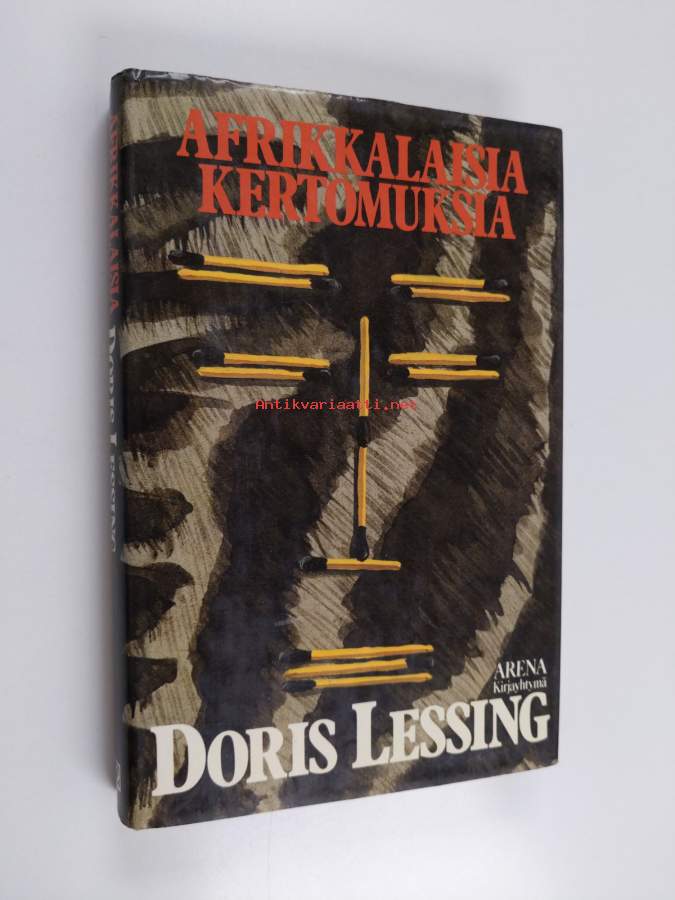 AFRIKKALAISIA
KERTOMUKSIA
Antikvariaatti.net
ARENA
Kirjayhtymä
DORIS LESSING
AFRIKKALAISIA DORIS LESSING